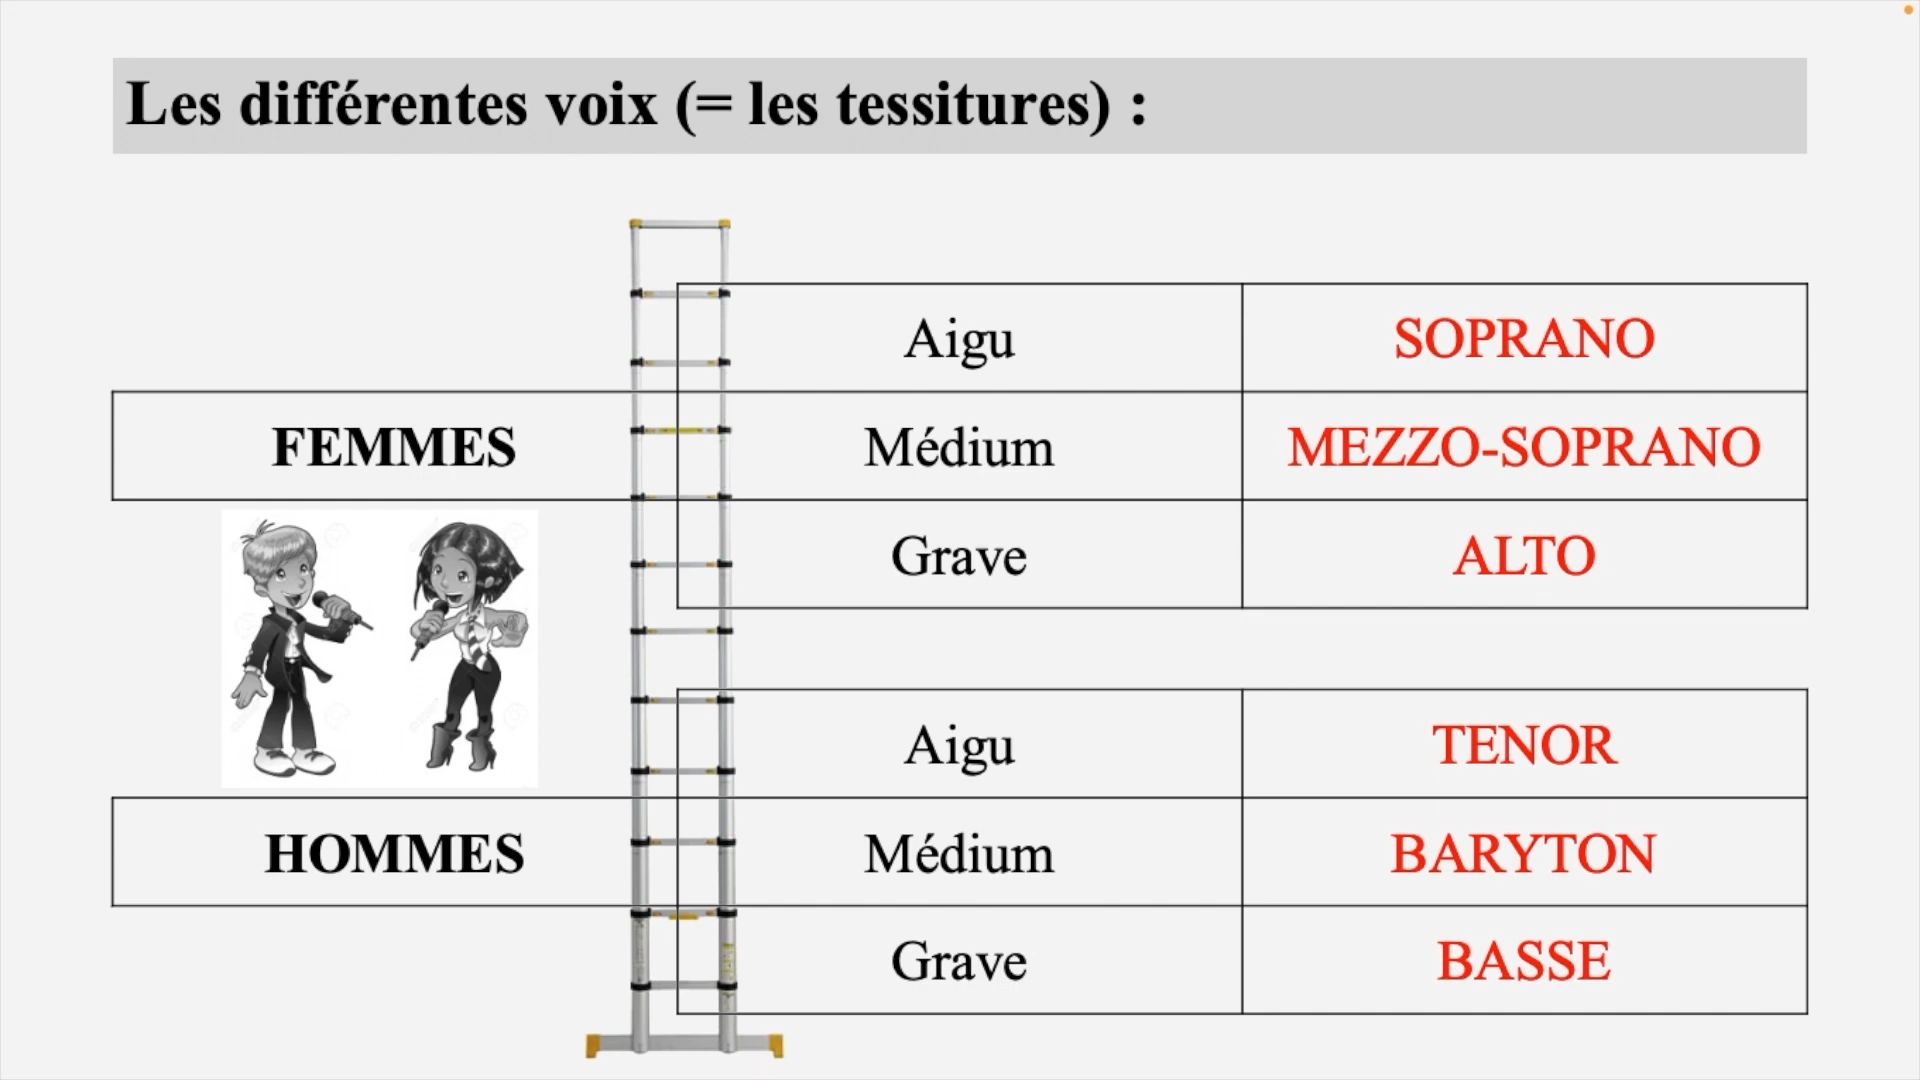 Les différentes voix (= les tessitures) :
Aigu SOPRANO
FEMMES Médium MEZZO-SOPRANO
Grave ALTO
Aigu TENOR
HOMMES Médium BARYTON
Grave BASSE